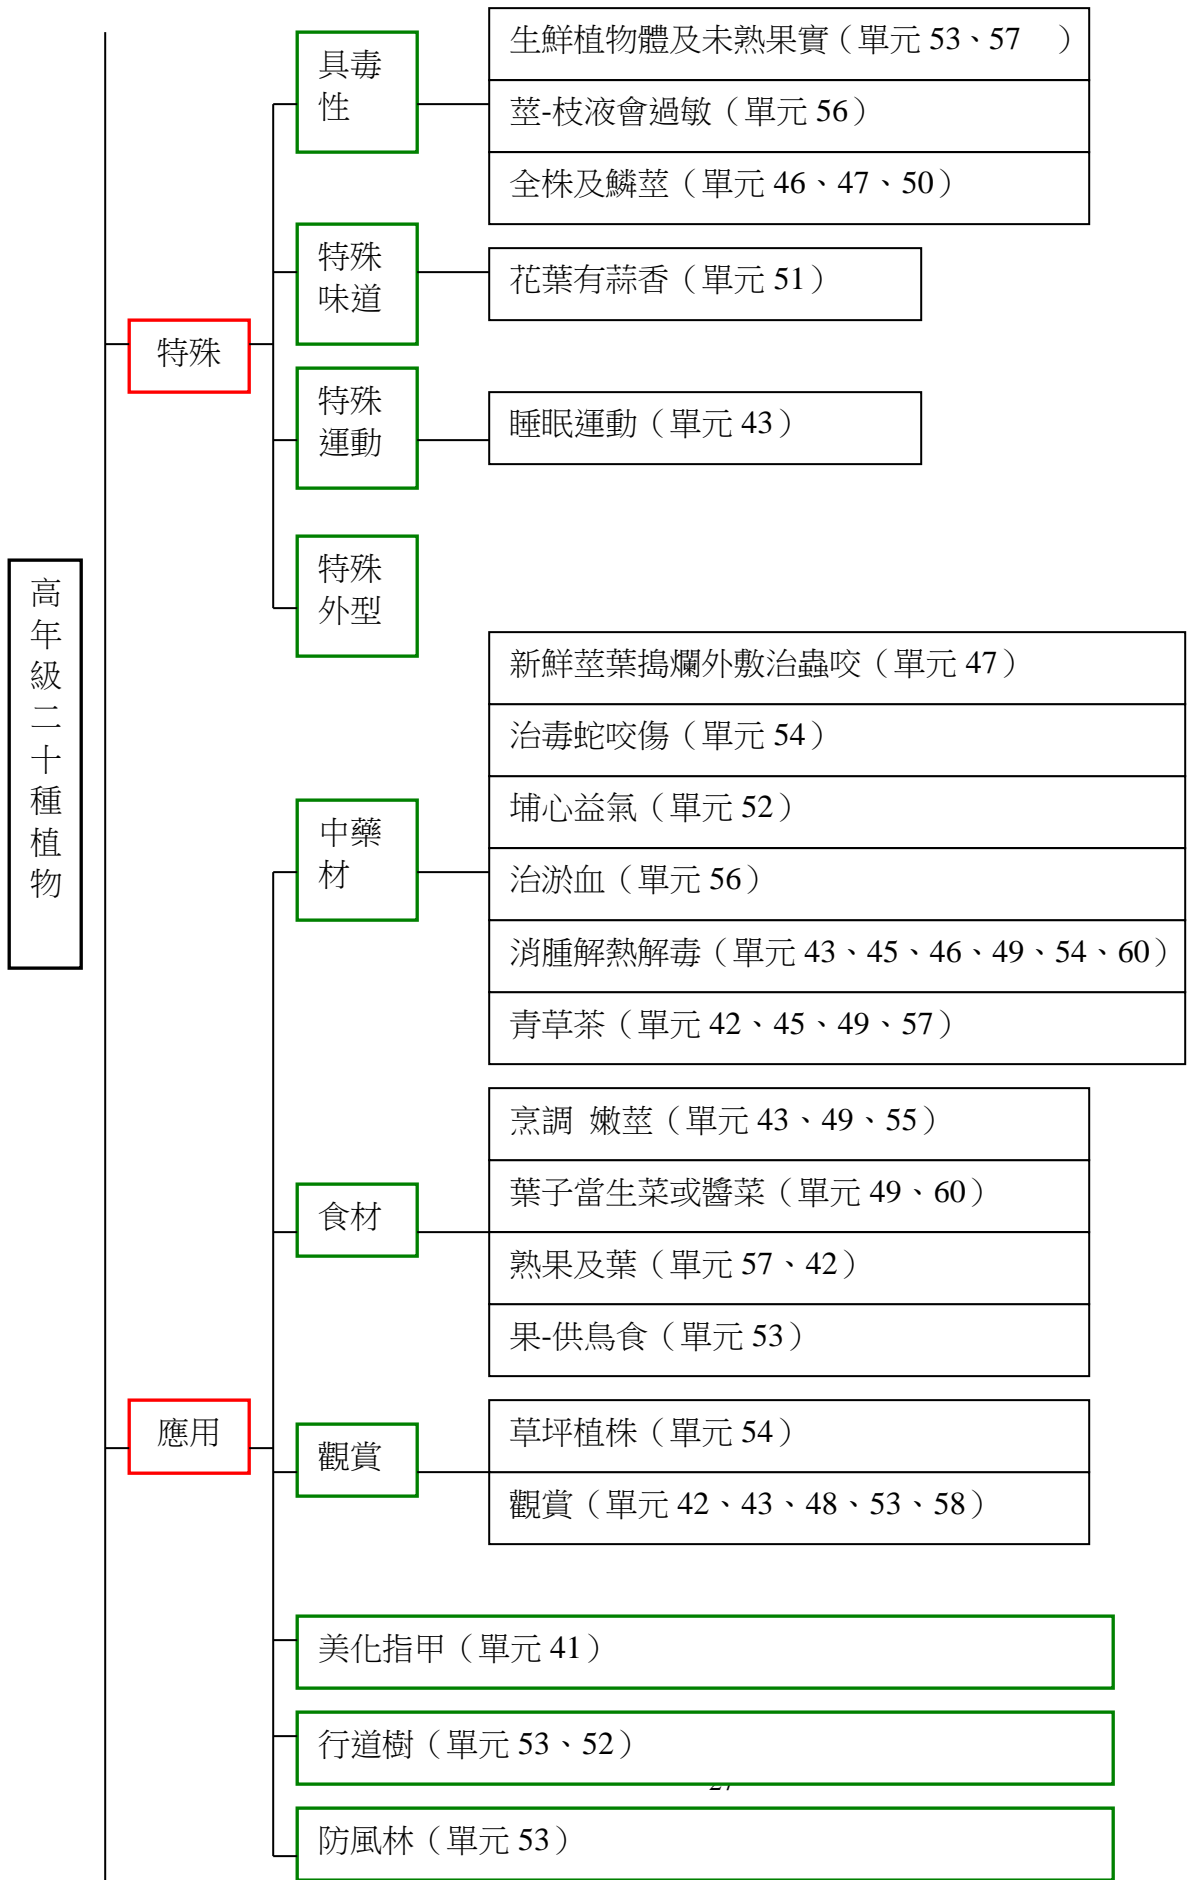 高年級二十種植物
特殊
具毒
性
生鮮植物體及未熟果實（單元 53、57　）
莖-枝液會過敏（單元 56）
全株及鱗莖（單元 46、47、50）
特殊
味道
花葉有蒜香（單元 51）
特殊
運動
睡眠運動（單元 43）
特殊
外型
應用
中藥
材
新鮮莖葉搗爛外敷治蟲咬（單元 47）
治毒蛇咬傷（單元 54）
埔心益氣（單元 52）
治淤血（單元 56）
消腫解熱解毒（單元 43、45、46、49、54、60）
青草茶（單元 42、45、49、57）
食材
烹調 嫩莖（單元 43、49、55）
葉子當生菜或醬菜（單元 49、60）
熟果及葉（單元 57、42）
果-供鳥食（單元 53）
觀賞
草坪植株（單元 54）
觀賞（單元 42、43、48、53、58）
美化指甲（單元 41）
行道樹（單元 53、52）
防風林（單元 53）